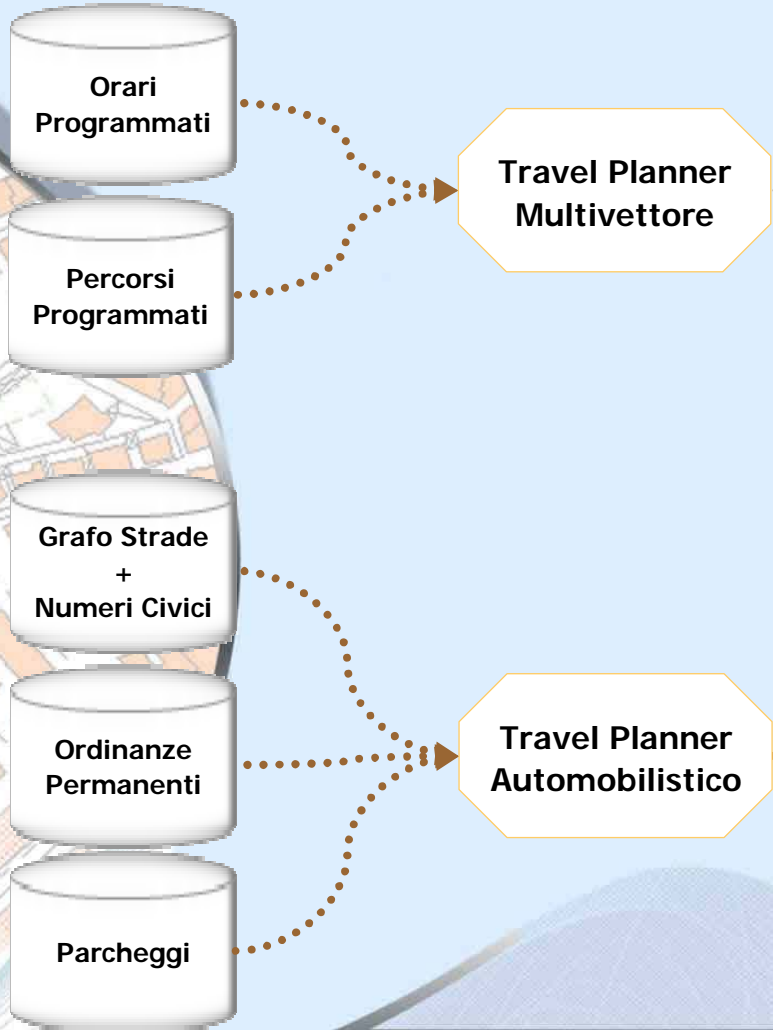 Orari
Programmati
Travel Planner
Multivettore
Percorsi
Programmati
Grafo Strade
+
Numeri Civici
Ordinanze
Permanenti
Travel Planner
Automobilistico
Parcheggi